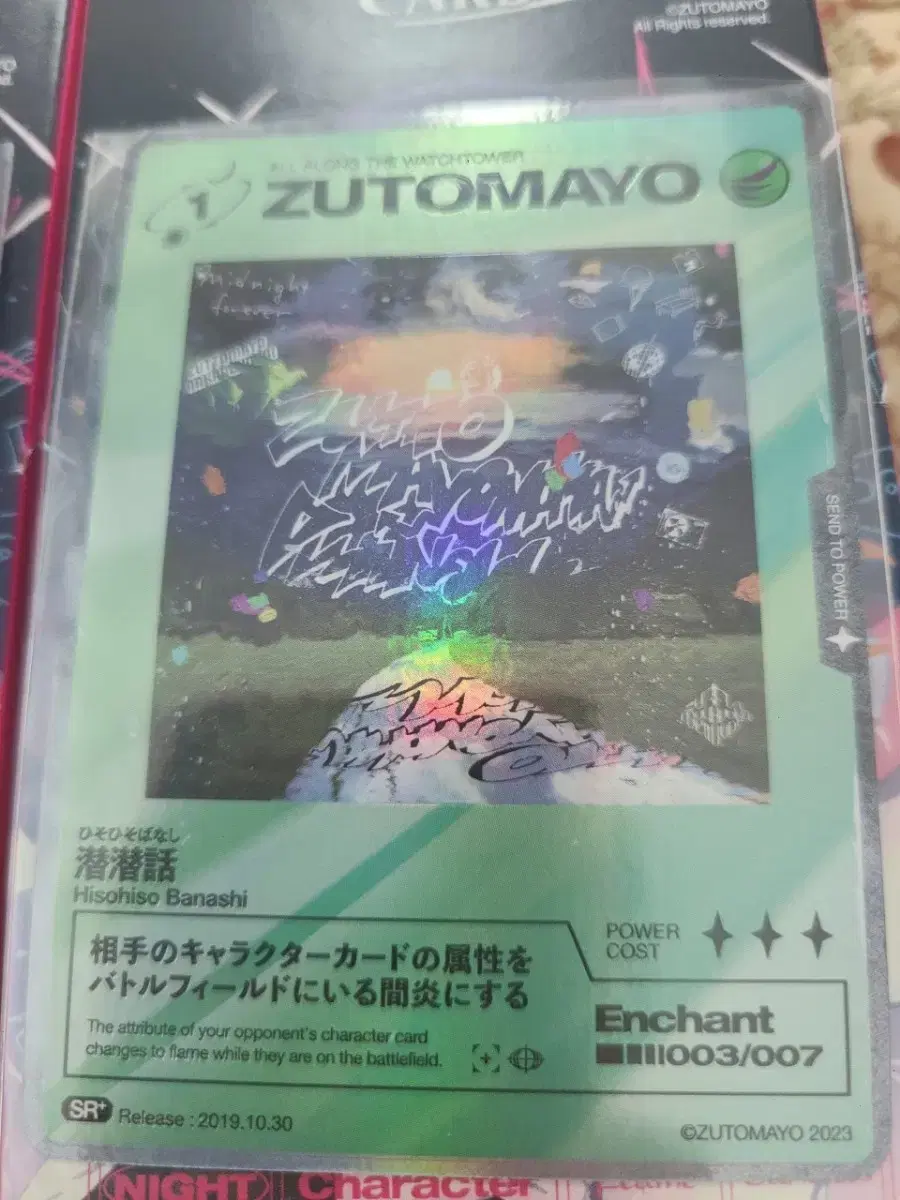 ©ZUTOMAYO
All Rights reserved.
ALL ALONG THE WATCHTOWER
1
ZUTOMAYO
midnight
forever
SEND TO POWER
ひそひそばなし
潜潜話
Hisohiso Banashi
相手のキャラクターカードの属性を
バトルフィールドにいる間炎にする
The attribute of your opponent's character card
changes to flame while they are on the battlefield.
POWER
COST
Enchant
003/007
SR+
Release : 2019.10.30
©ZUTOMAYO 2023
NIGHT
Character